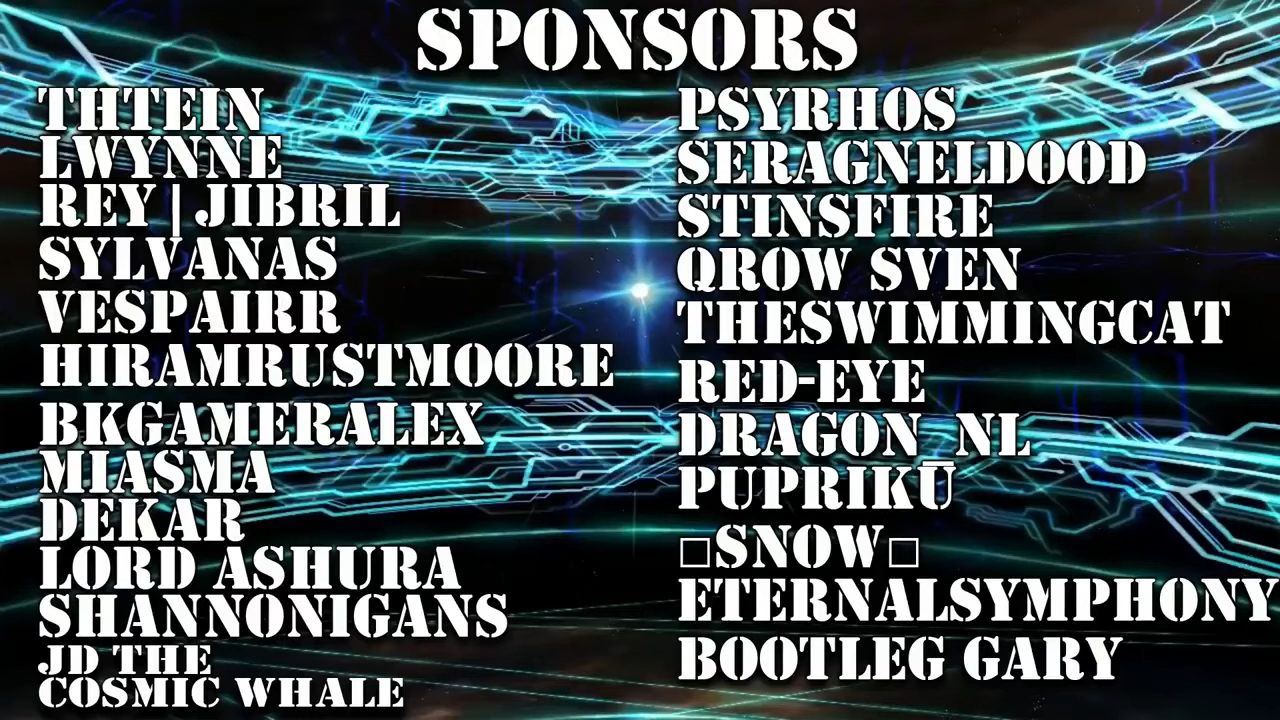 SPONSORS
THTEIN
LWYNNE
REY | JIBRIL
SYLVANAS
VESPAIRR
HIRAMRUSTMOORE
BKGAMERALEX
MIASMA
DEKAR
LORD ASHURA
SHANNONIGANS
JD THE
COSMIC WHALE
PSYRHOS
SERAGNELDOOD
STINSFIRE
QROW SVEN
THESWIMMINGCAT
RED-EYE
DRAGON_NL
PUPRIKU
□SNOW□
ETERNALSYMPHONY
BOOTLEG GARY